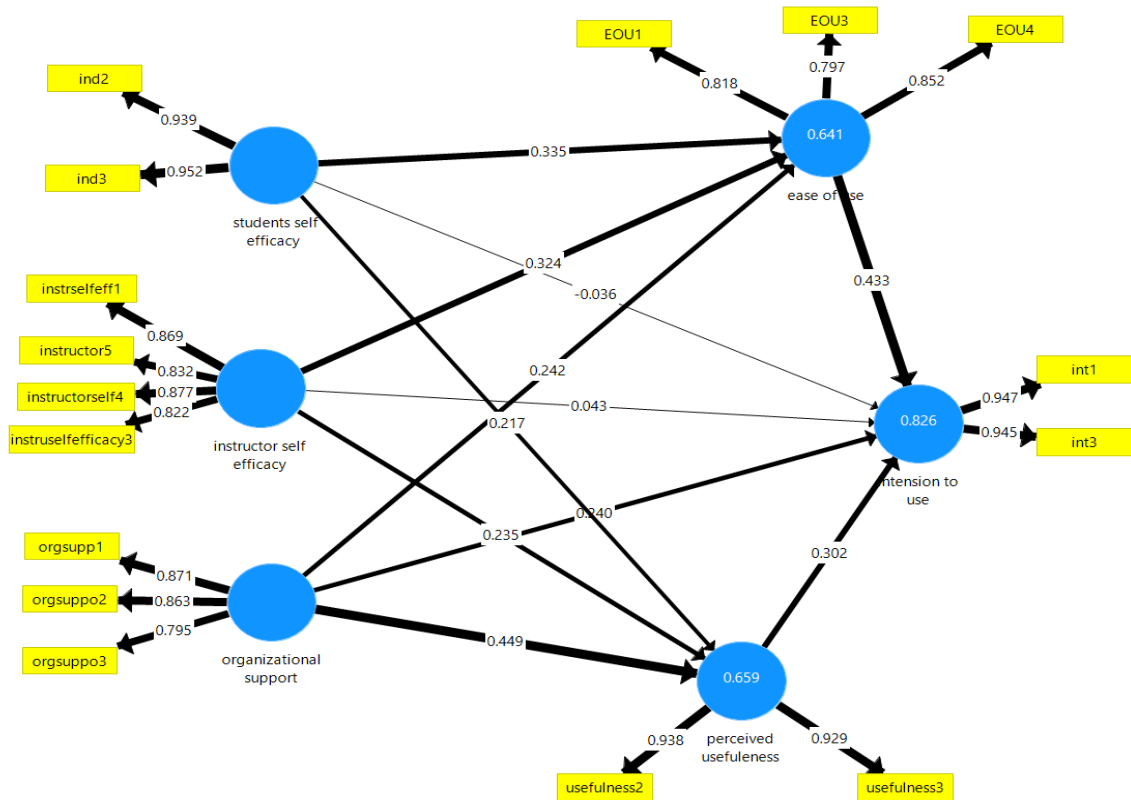 EOU1
EOU3
EOU4
0.818
0.797
0.852
ind2
0.939
ind3
0.952
students self
efficacy
0.335
0.641
ease of use
0.324
-0.036
0.433
instrselfeff1
0.869
instructor5
0.832
instructorself4
0.877
instruselfefficacy3
0.822
instructor self
efficacy
0.242
0.043
0.217
0.826
int1
0.947
int3
0.945
ntension to
use
0.240
0.235
0.302
orgsupp1
0.871
orgsuppo2
0.863
orgsuppo3
0.795
organizational
support
0.449
0.659
perceived
usefuleness
0.938
0.929
usefulness2
usefulness3